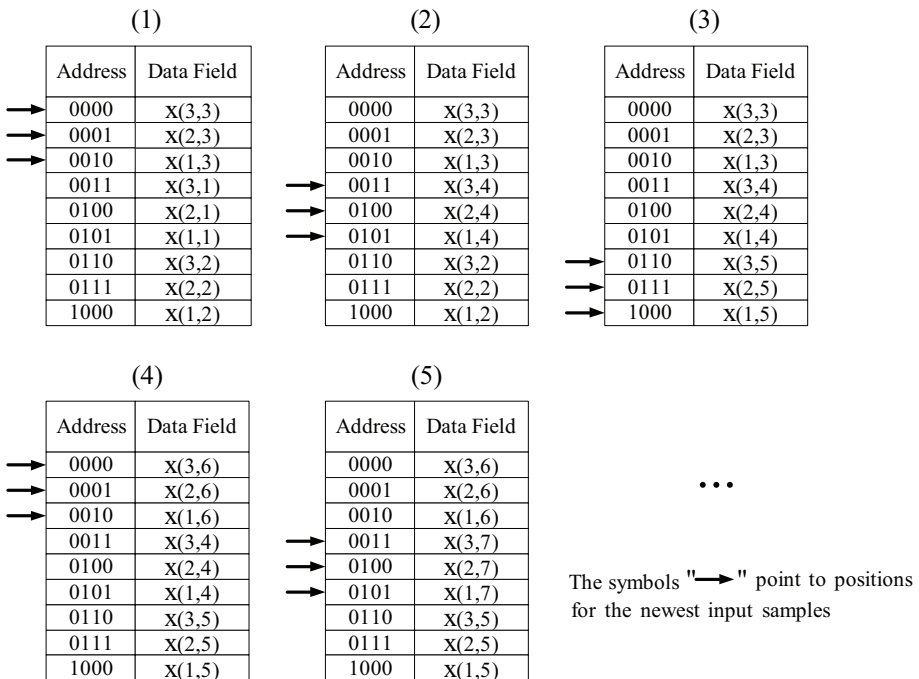 (1) (2) (3)
Address Data Field Address Data Field Address Data Field
0000 X(3,3) 0000 X(3,3) 0000 X(3,3)
0001 X(2,3) 0001 X(2,3) 0001 X(2,3)
0010 X(1,3) 0010 X(1,3) 0010 X(1,3)
0011 X(3,1) 0011 X(3,4) 0011 X(3,4)
0100 X(2,1) 0100 X(2,4) 0100 X(2,4)
0101 X(1,1) 0101 X(1,4) 0101 X(1,4)
0110 X(3,2) 0110 X(3,2) 0110 X(3,5)
0111 X(2,2) 0111 X(2,2) 0111 X(2,5)
1000 X(1,2) 1000 X(1,2) 1000 X(1,5)
(4) (5)
Address Data Field Address Data Field
0000 X(3,6) 0000 X(3,6)
0001 X(2,6) 0001 X(2,6)
0010 X(1,6) 0010 X(1,6)
0011 X(3,4) 0011 X(3,7)
0100 X(2,4) 0100 X(2,7)
0101 X(1,4) 0101 X(1,7)
0110 X(3,5) 0110 X(3,5)
0111 X(2,5) 0111 X(2,5)
1000 X(1,5) 1000 X(1,5)
...
The symbols "→" point to positions
for the newest input samples